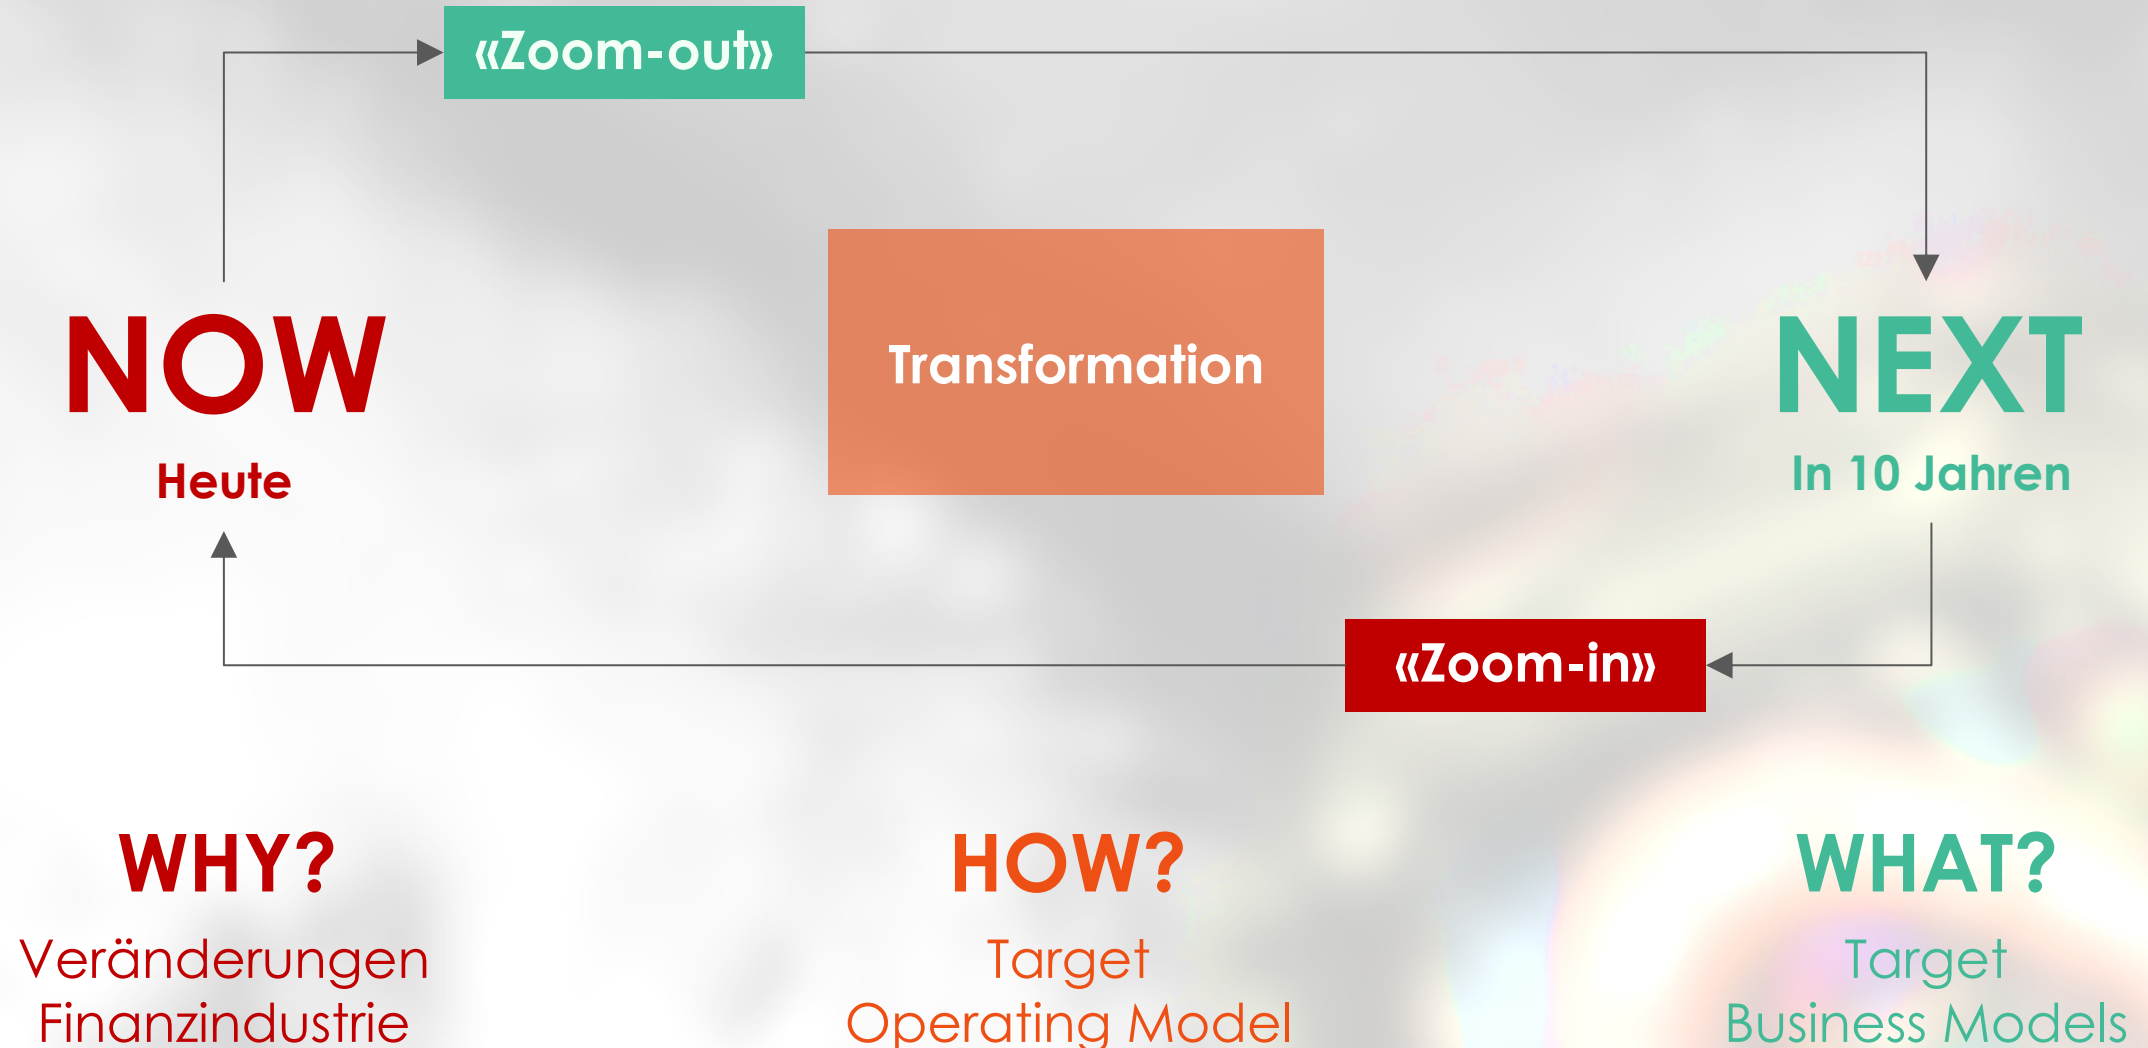 «Zoom-out»
Transformation
NOW
NEXT
Heute
In 10 Jahren
«Zoom-in»
WHY?
HOW?
WHAT?
Veränderungen
Finanzindustrie
Target
Operating Model
Target
Business Models